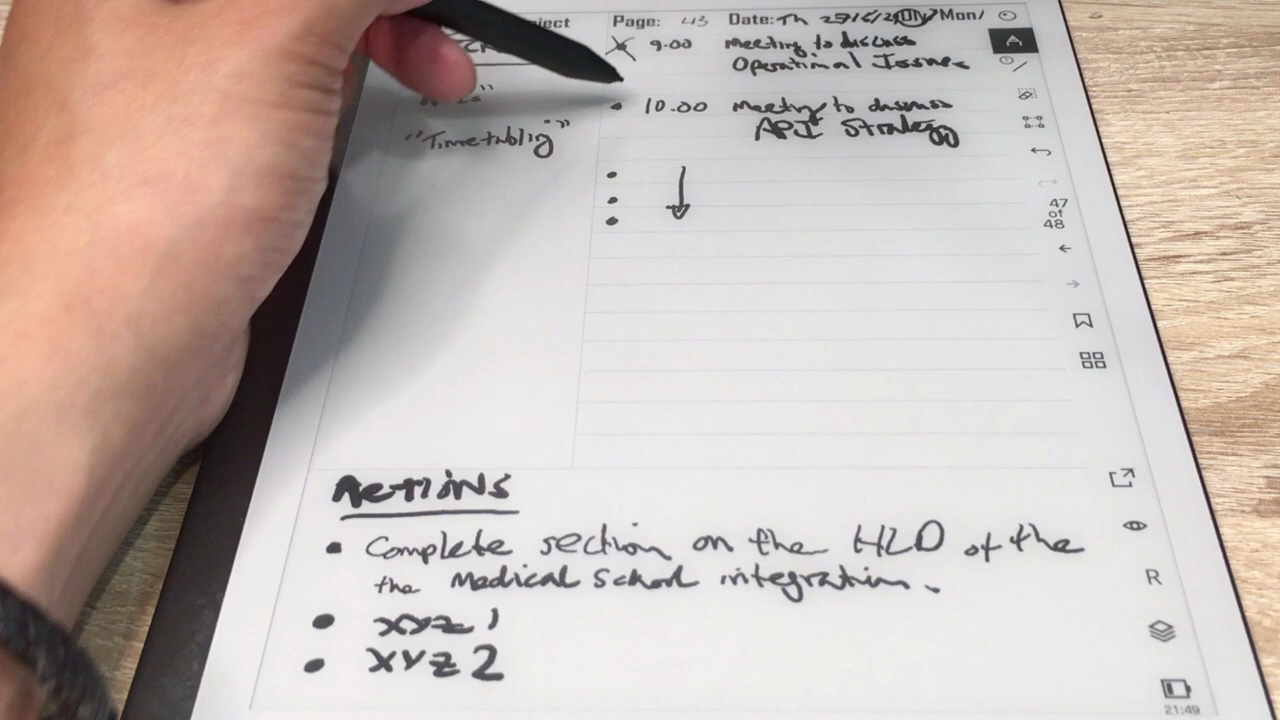 Page: 43 Date: Th Mon/
9.00 Meeting to discuss
Operational Issues
10.00 Meeting to discuss
API Strategy
"Timetabling"
47
of
48
Actions
• Complete section on the HLD of the
the Medical School integration.
• xyz 1
• xyz 2
R
21:49